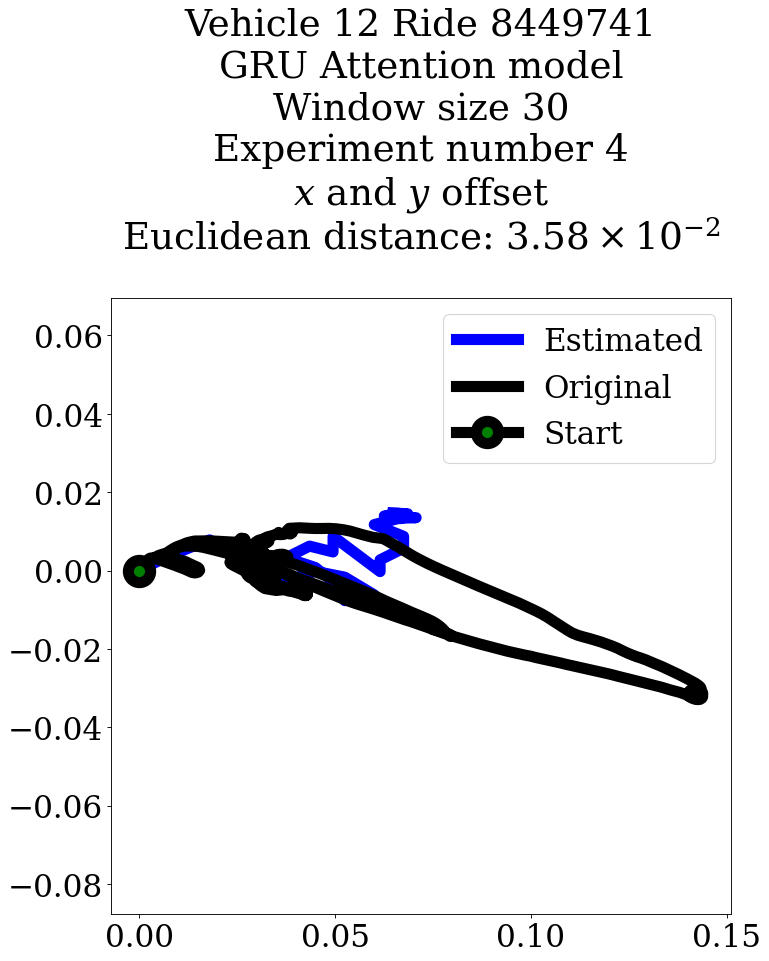 Vehicle 12 Ride 8449741
GRU Attention model
Window size 30
Experiment number 4
x and y offset
Euclidean distance: 3.58 × 10⁻²
Estimated
Original
Start
0.06
0.04
0.02
0.00
−0.02
−0.04
−0.06
−0.08
0.00 0.05 0.10 0.15